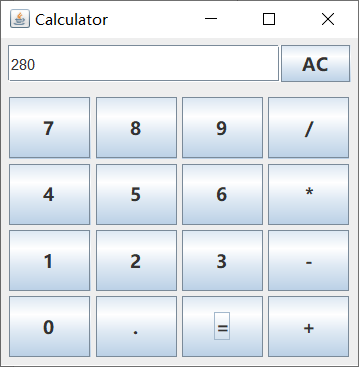 Calculator
280 AC
7 8 9 /
4 5 6 *
1 2 3 -
0 . = +